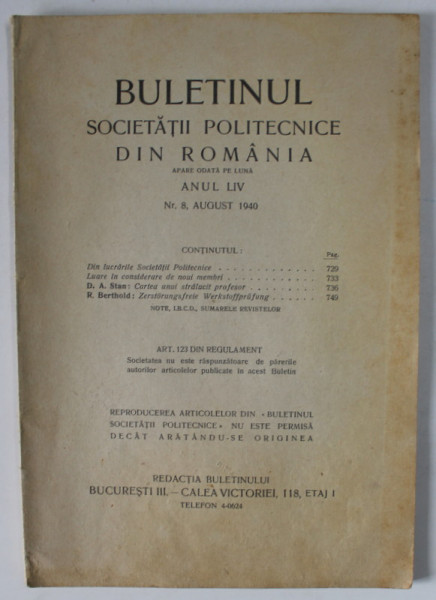 BULETINUL
SOCIETĂȚII POLITECNICE
DIN ROMÂNIA
APARE ODATĂ PE LUNĂ
ANUL LIV
Nr. 8, AUGUST 1940
CONȚINUTUL:
Pag.
Din lucrările Societății Politecnice . . . . . . . . . . . . 729
Luare în considerare de noui membri . . . . . . . . . . . 733
D. A. Stan: Cartea unui strălucit profesor . . . . . . . . 736
R. Berthold: Zerstörungsfreie Werkstoffprüfung . . . . . 749
NOTE, I.B.C.O., SUMARELE REVISTELOR
ART. 123 DIN REGULAMENT
Societatea nu este răspunzătoare de părerile
autorilor articolelor publicate în acest Buletin
REPRODUCEREA ARTICOLELOR DIN «BULETINUL
SOCIETĂȚII POLITECNICE» NU ESTE PERMISĂ
DECÂT ARĂTÂNDU-SE ORIGINEA
REDACȚIA BULETINULUI
BUCUREȘTI III. — CALEA VICTORIEI, 118, ETAJ I
TELEFON 4-0624